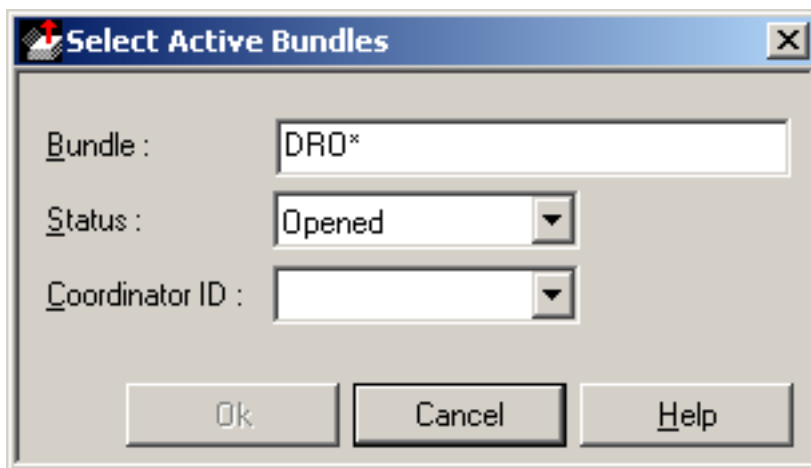 Select Active Bundles
Bundle : DRO*
Status : Opened
Coordinator ID :
Ok Cancel Help